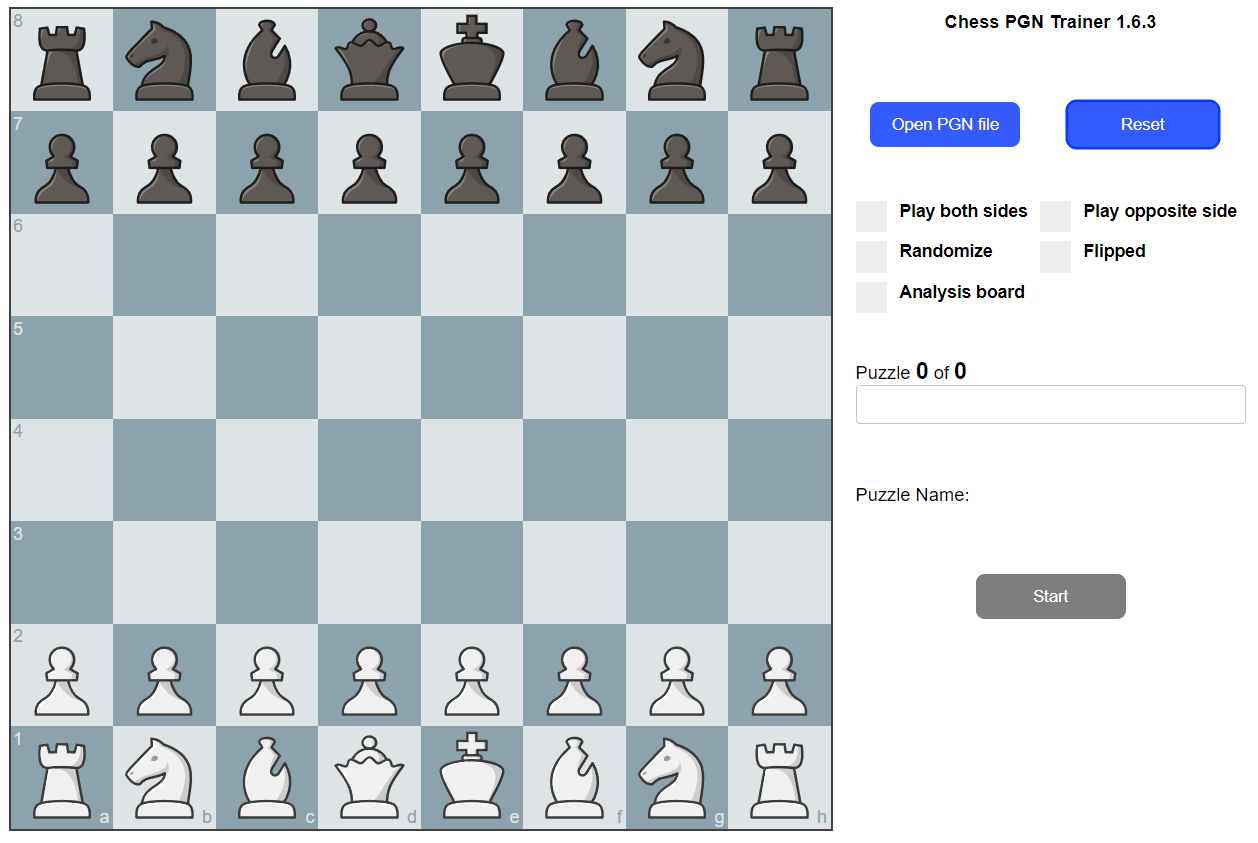 Chess PGN Trainer 1.6.3
Open PGN file Reset
Play both sides Play opposite side
Randomize Flipped
Analysis board
Puzzle 0 of 0
Puzzle Name:
Start
8
7
6
5
4
3
2
1
a b c d e f g h